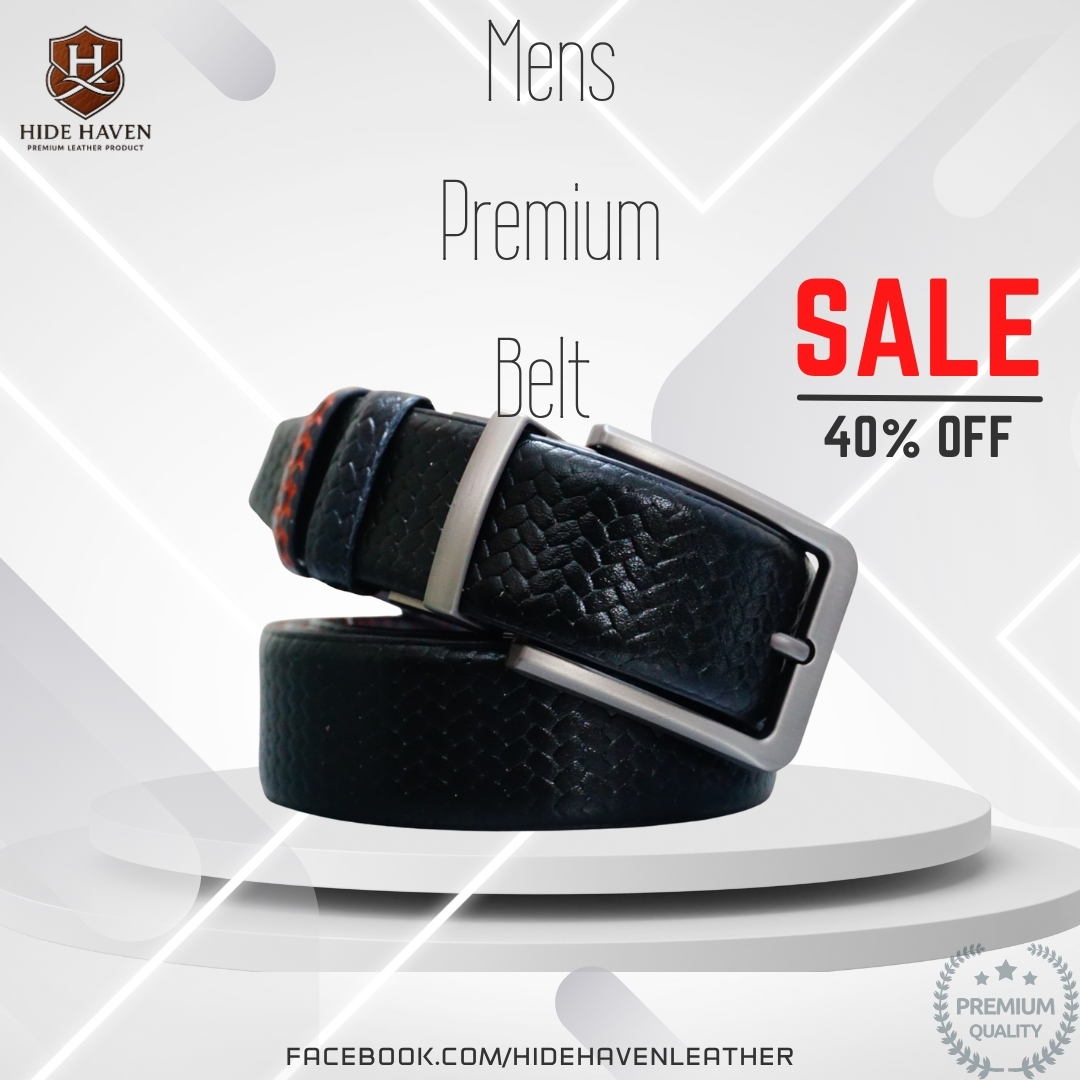 H
HIDE HAVEN
PREMIUM LEATHER PRODUCT
Mens
Premium
Belt
SALE
40% OFF
PREMIUM
QUALITY
FACEBOOK.COM/HIDEHAVENLEATHER